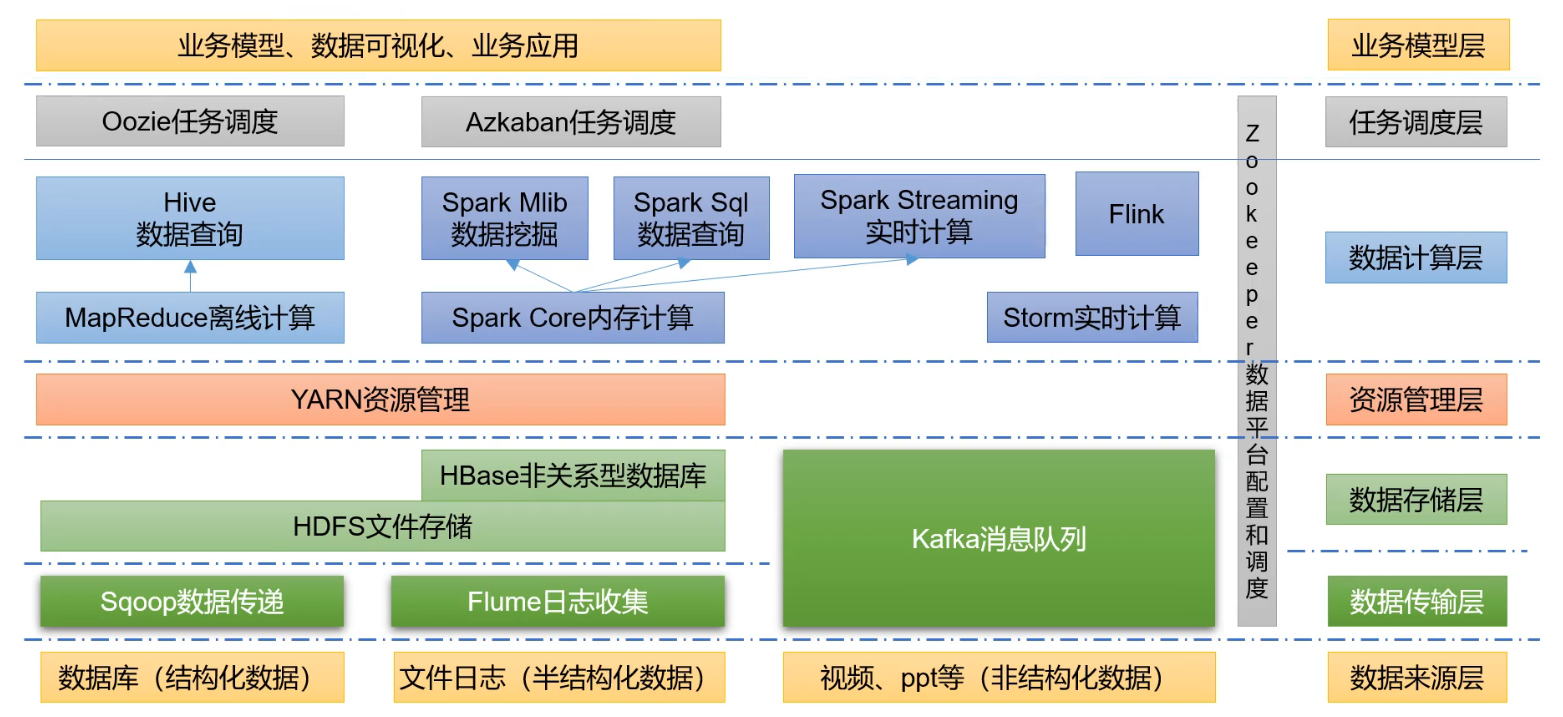 业务模型、数据可视化、业务应用
业务模型层
Oozie任务调度
Azkaban任务调度
任务调度层
Hive
数据查询
Spark Mlib
数据挖掘
Spark Sql
数据查询
Spark Streaming
实时计算
Flink
数据计算层
MapReduce离线计算
Spark Core内存计算
Storm实时计算
Zookeeper数据平台配置和调度
YARN资源管理
资源管理层
HBase非关系型数据库
HDFS文件存储
Kafka消息队列
数据存储层
Sqoop数据传递
Flume日志收集
数据传输层
数据库（结构化数据）
文件日志（半结构化数据）
视频、ppt等（非结构化数据）
数据来源层